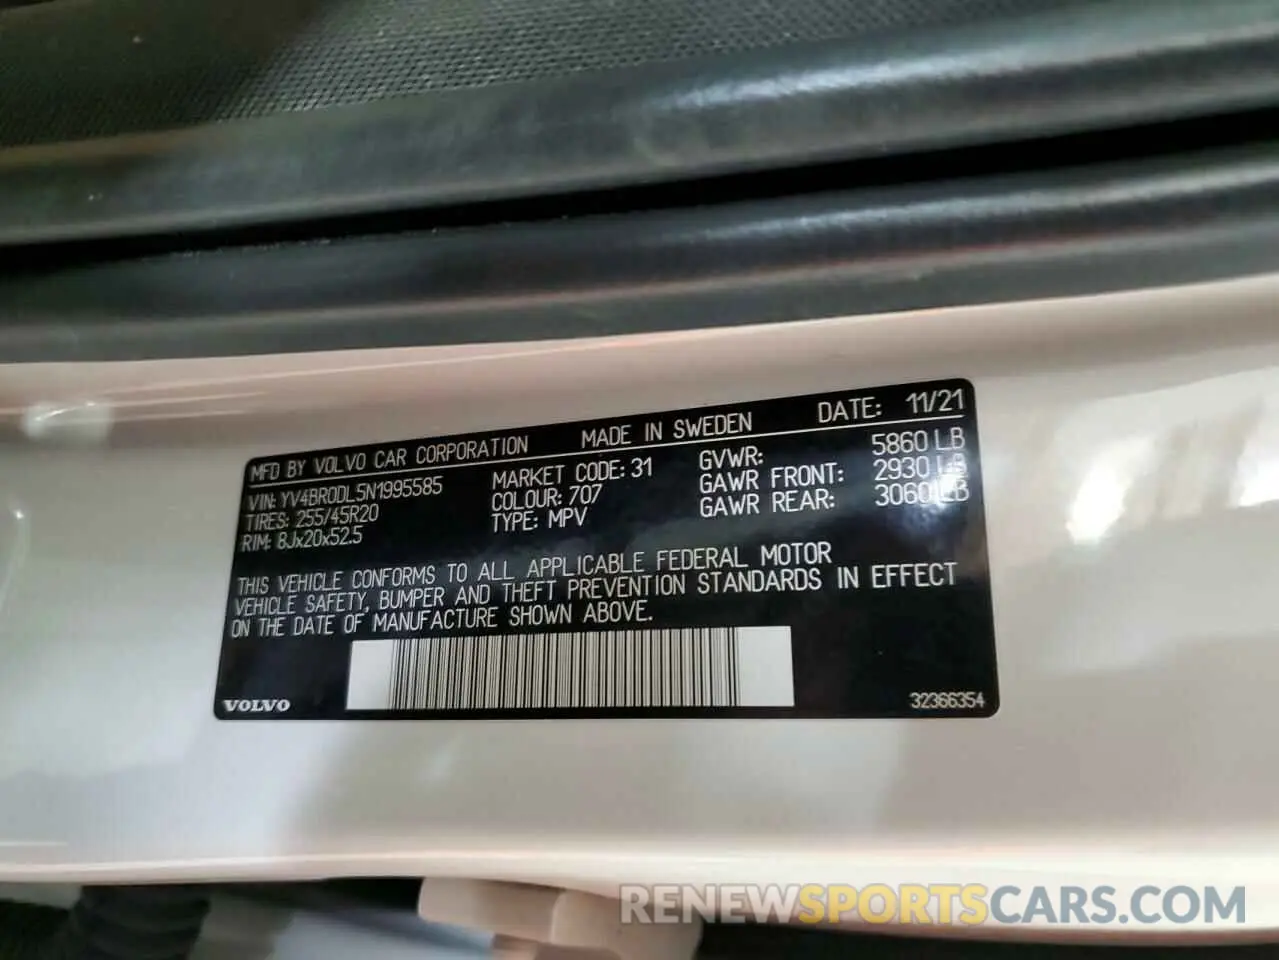 MFD BY VOLVO CAR CORPORATION MADE IN SWEDEN DATE: 11/21
VIN: YV4BR0DL5N1995585 MARKET CODE: 31 GVWR: 5860 LB
TIRES: 255/45R20 COLOUR: 707 GAWR FRONT: 2930 LB
RIM: 8Jx20x52.5 TYPE: MPV GAWR REAR: 3060 LB
THIS VEHICLE CONFORMS TO ALL APPLICABLE FEDERAL MOTOR
VEHICLE SAFETY, BUMPER AND THEFT PREVENTION STANDARDS IN EFFECT
ON THE DATE OF MANUFACTURE SHOWN ABOVE.
VOLVO 32366354
RENEWSPORTSCARS.COM